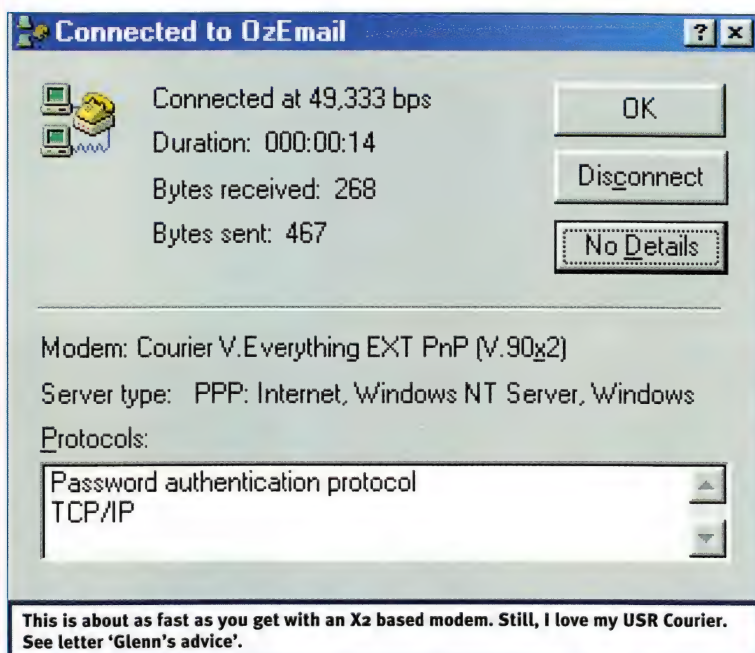 Connected to OzEmail
Connected at 49,333 bps
Duration: 000:00:14
Bytes received: 268
Bytes sent: 467
OK
Disconnect
No Details
Modem: Courier V.Everything EXT PnP (V.90x2)
Server type: PPP: Internet, Windows NT Server, Windows
Protocols:
Password authentication protocol
TCP/IP
This is about as fast as you get with an X2 based modem. Still, I love my USR Courier.
See letter ‘Glenn’s advice’.